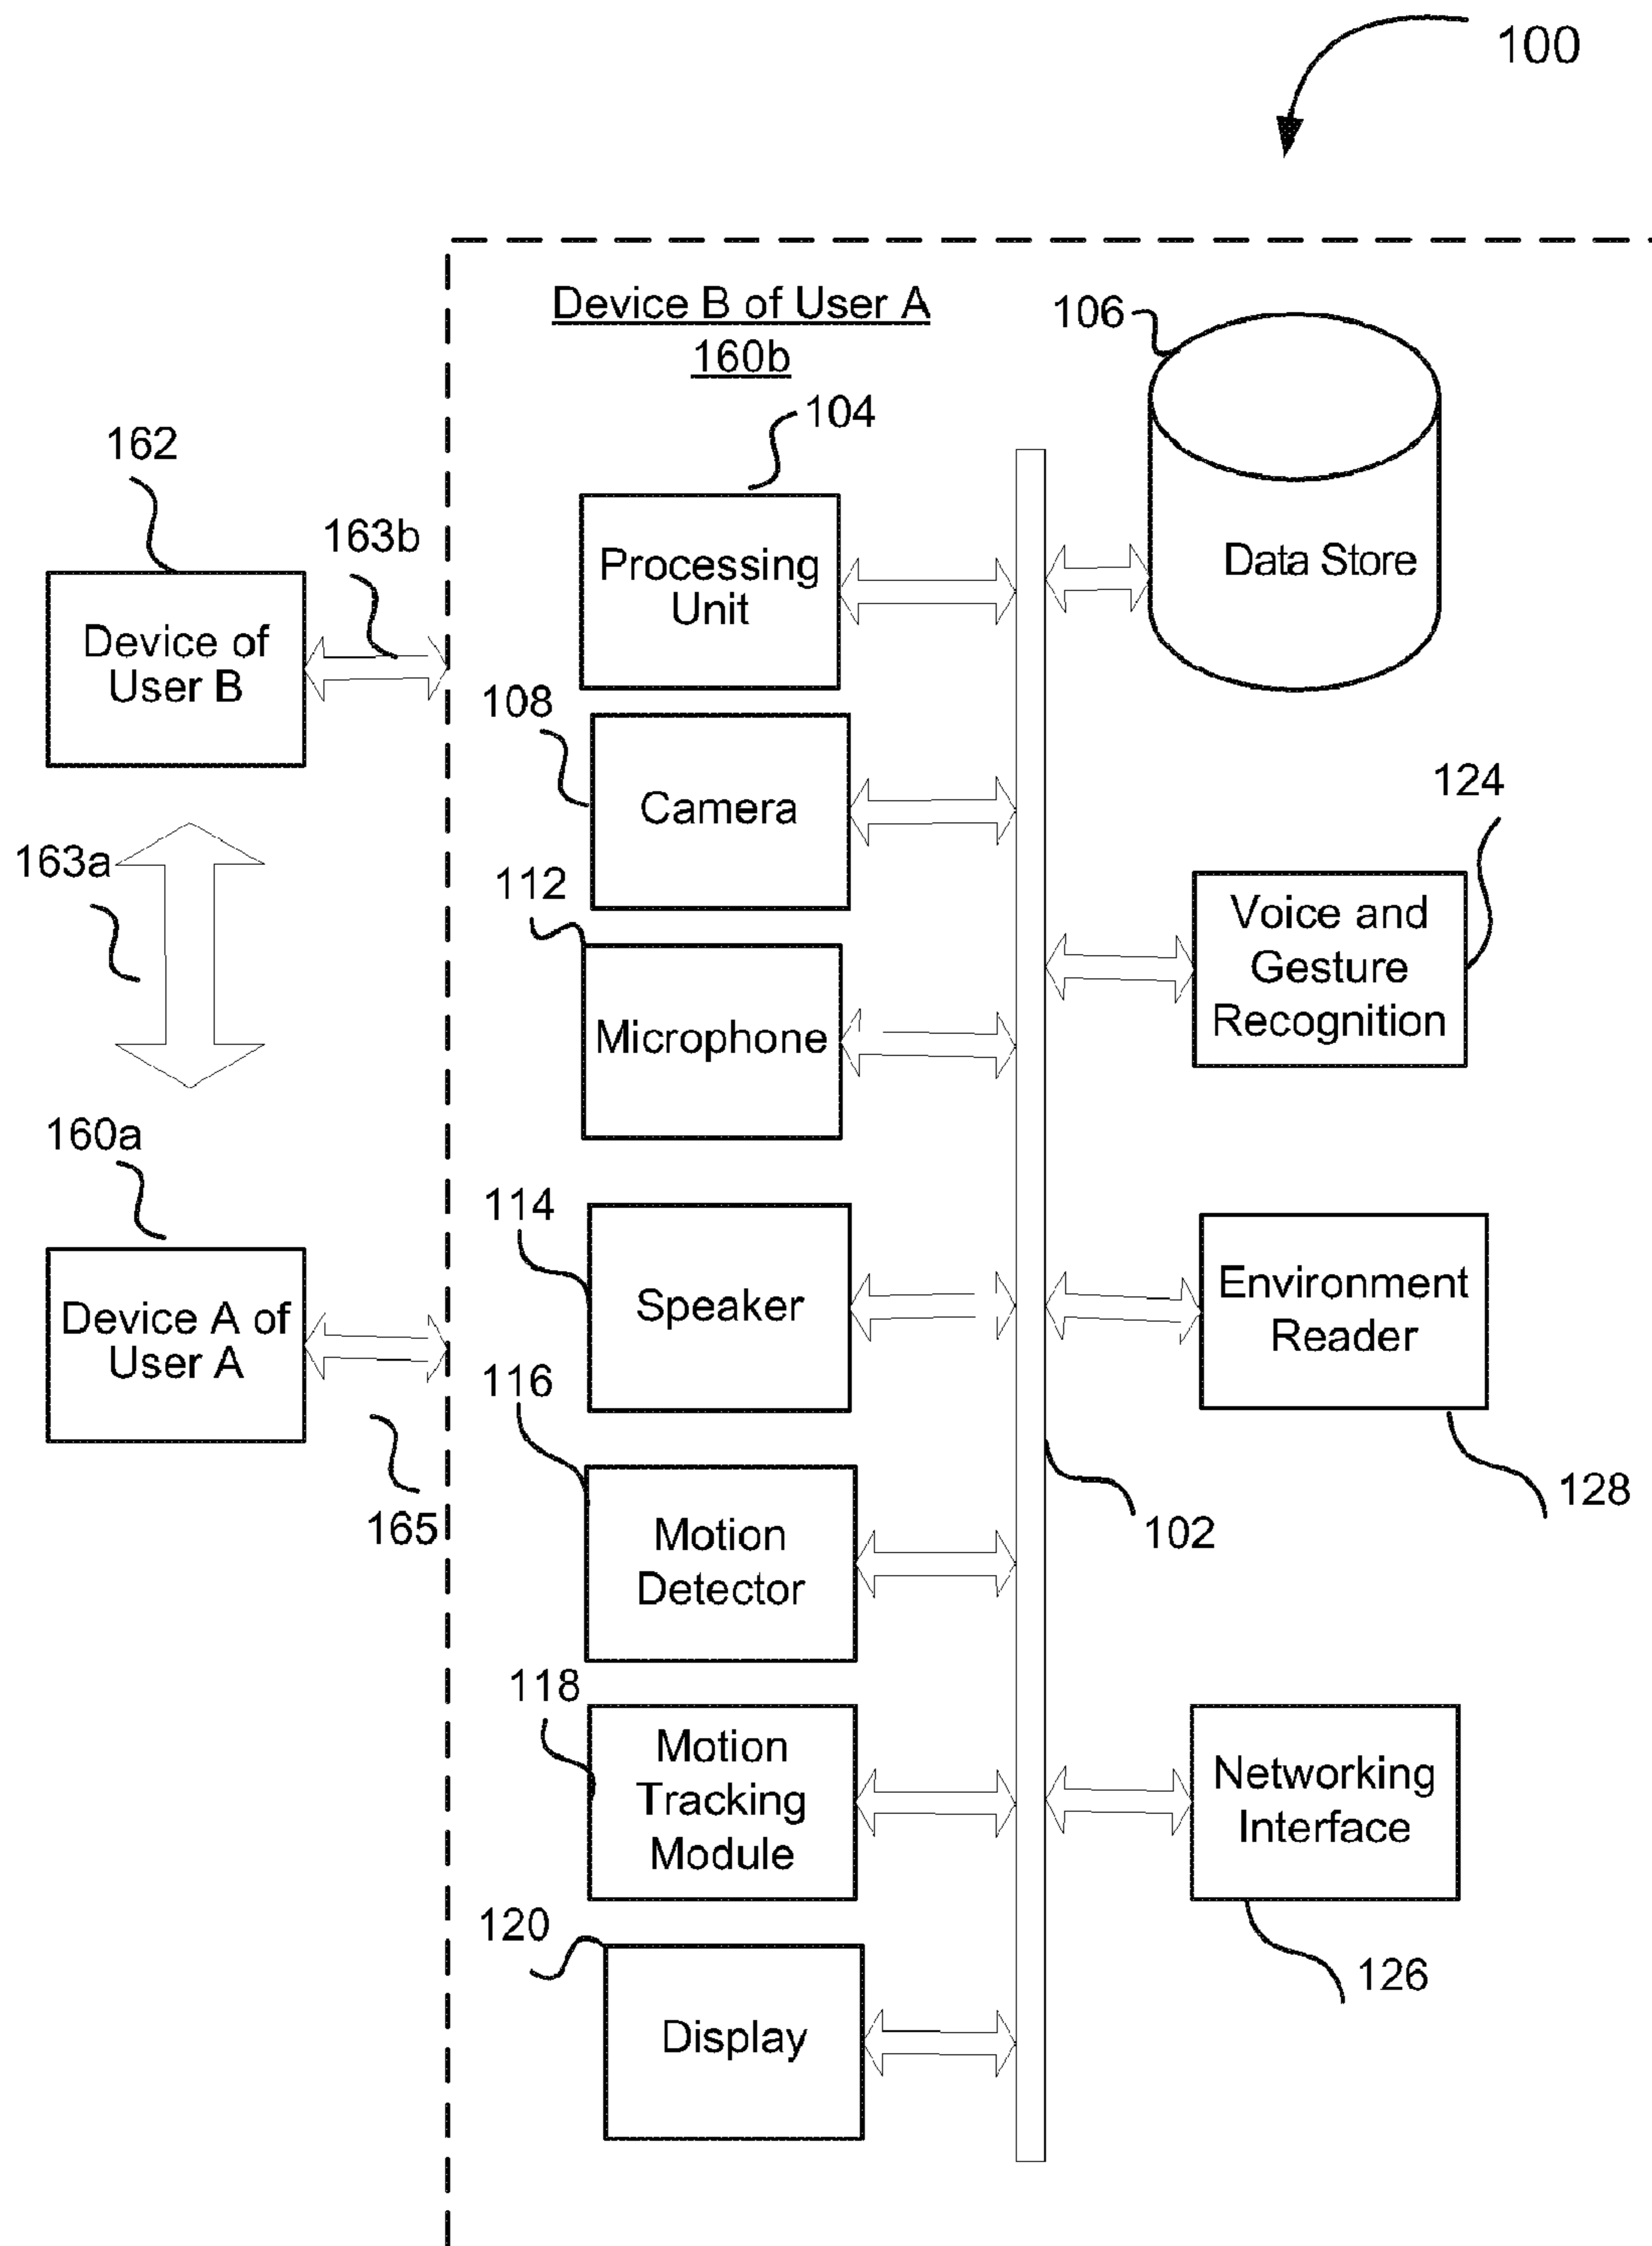 100
Device B of User A
160b
106
104
162
163b
Processing
Unit
Data Store
Device of
User B
108
Camera
124
163a
112
Voice and
Gesture
Recognition
Microphone
160a
114
Speaker
Environment
Reader
Device A of
User A
116
165
128
102
Motion
Detector
118
Motion
Tracking
Module
Networking
Interface
120
126
Display